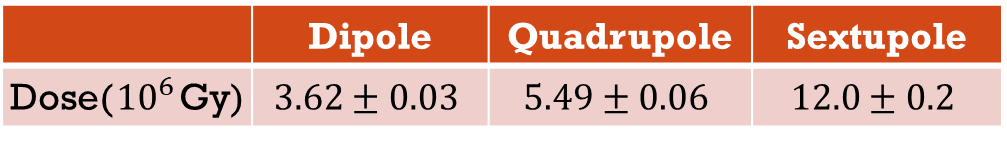 Dipole Quadrupole Sextupole
Dose(10⁶ Gy) 3.62 ± 0.03 5.49 ± 0.06 12.0 ± 0.2